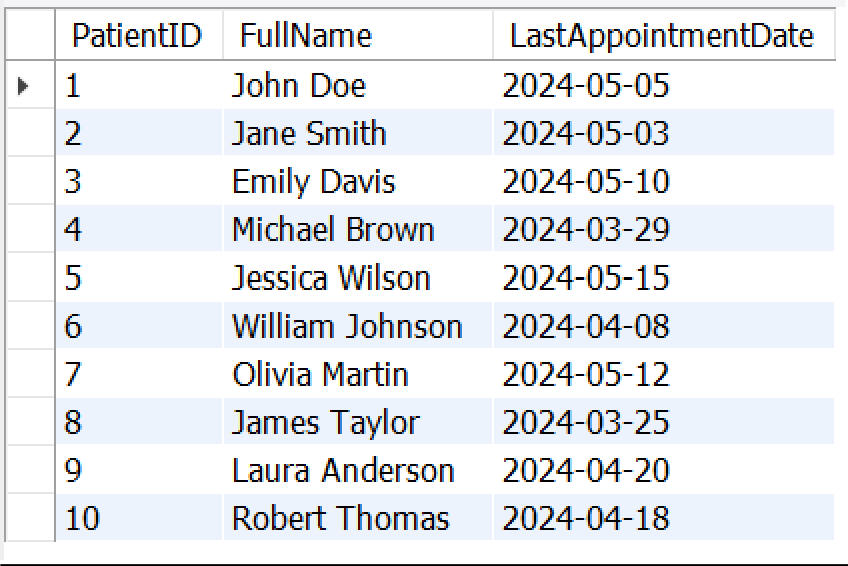 PatientID FullName LastAppointmentDate
1 John Doe 2024-05-05
2 Jane Smith 2024-05-03
3 Emily Davis 2024-05-10
4 Michael Brown 2024-03-29
5 Jessica Wilson 2024-05-15
6 William Johnson 2024-04-08
7 Olivia Martin 2024-05-12
8 James Taylor 2024-03-25
9 Laura Anderson 2024-04-20
10 Robert Thomas 2024-04-18